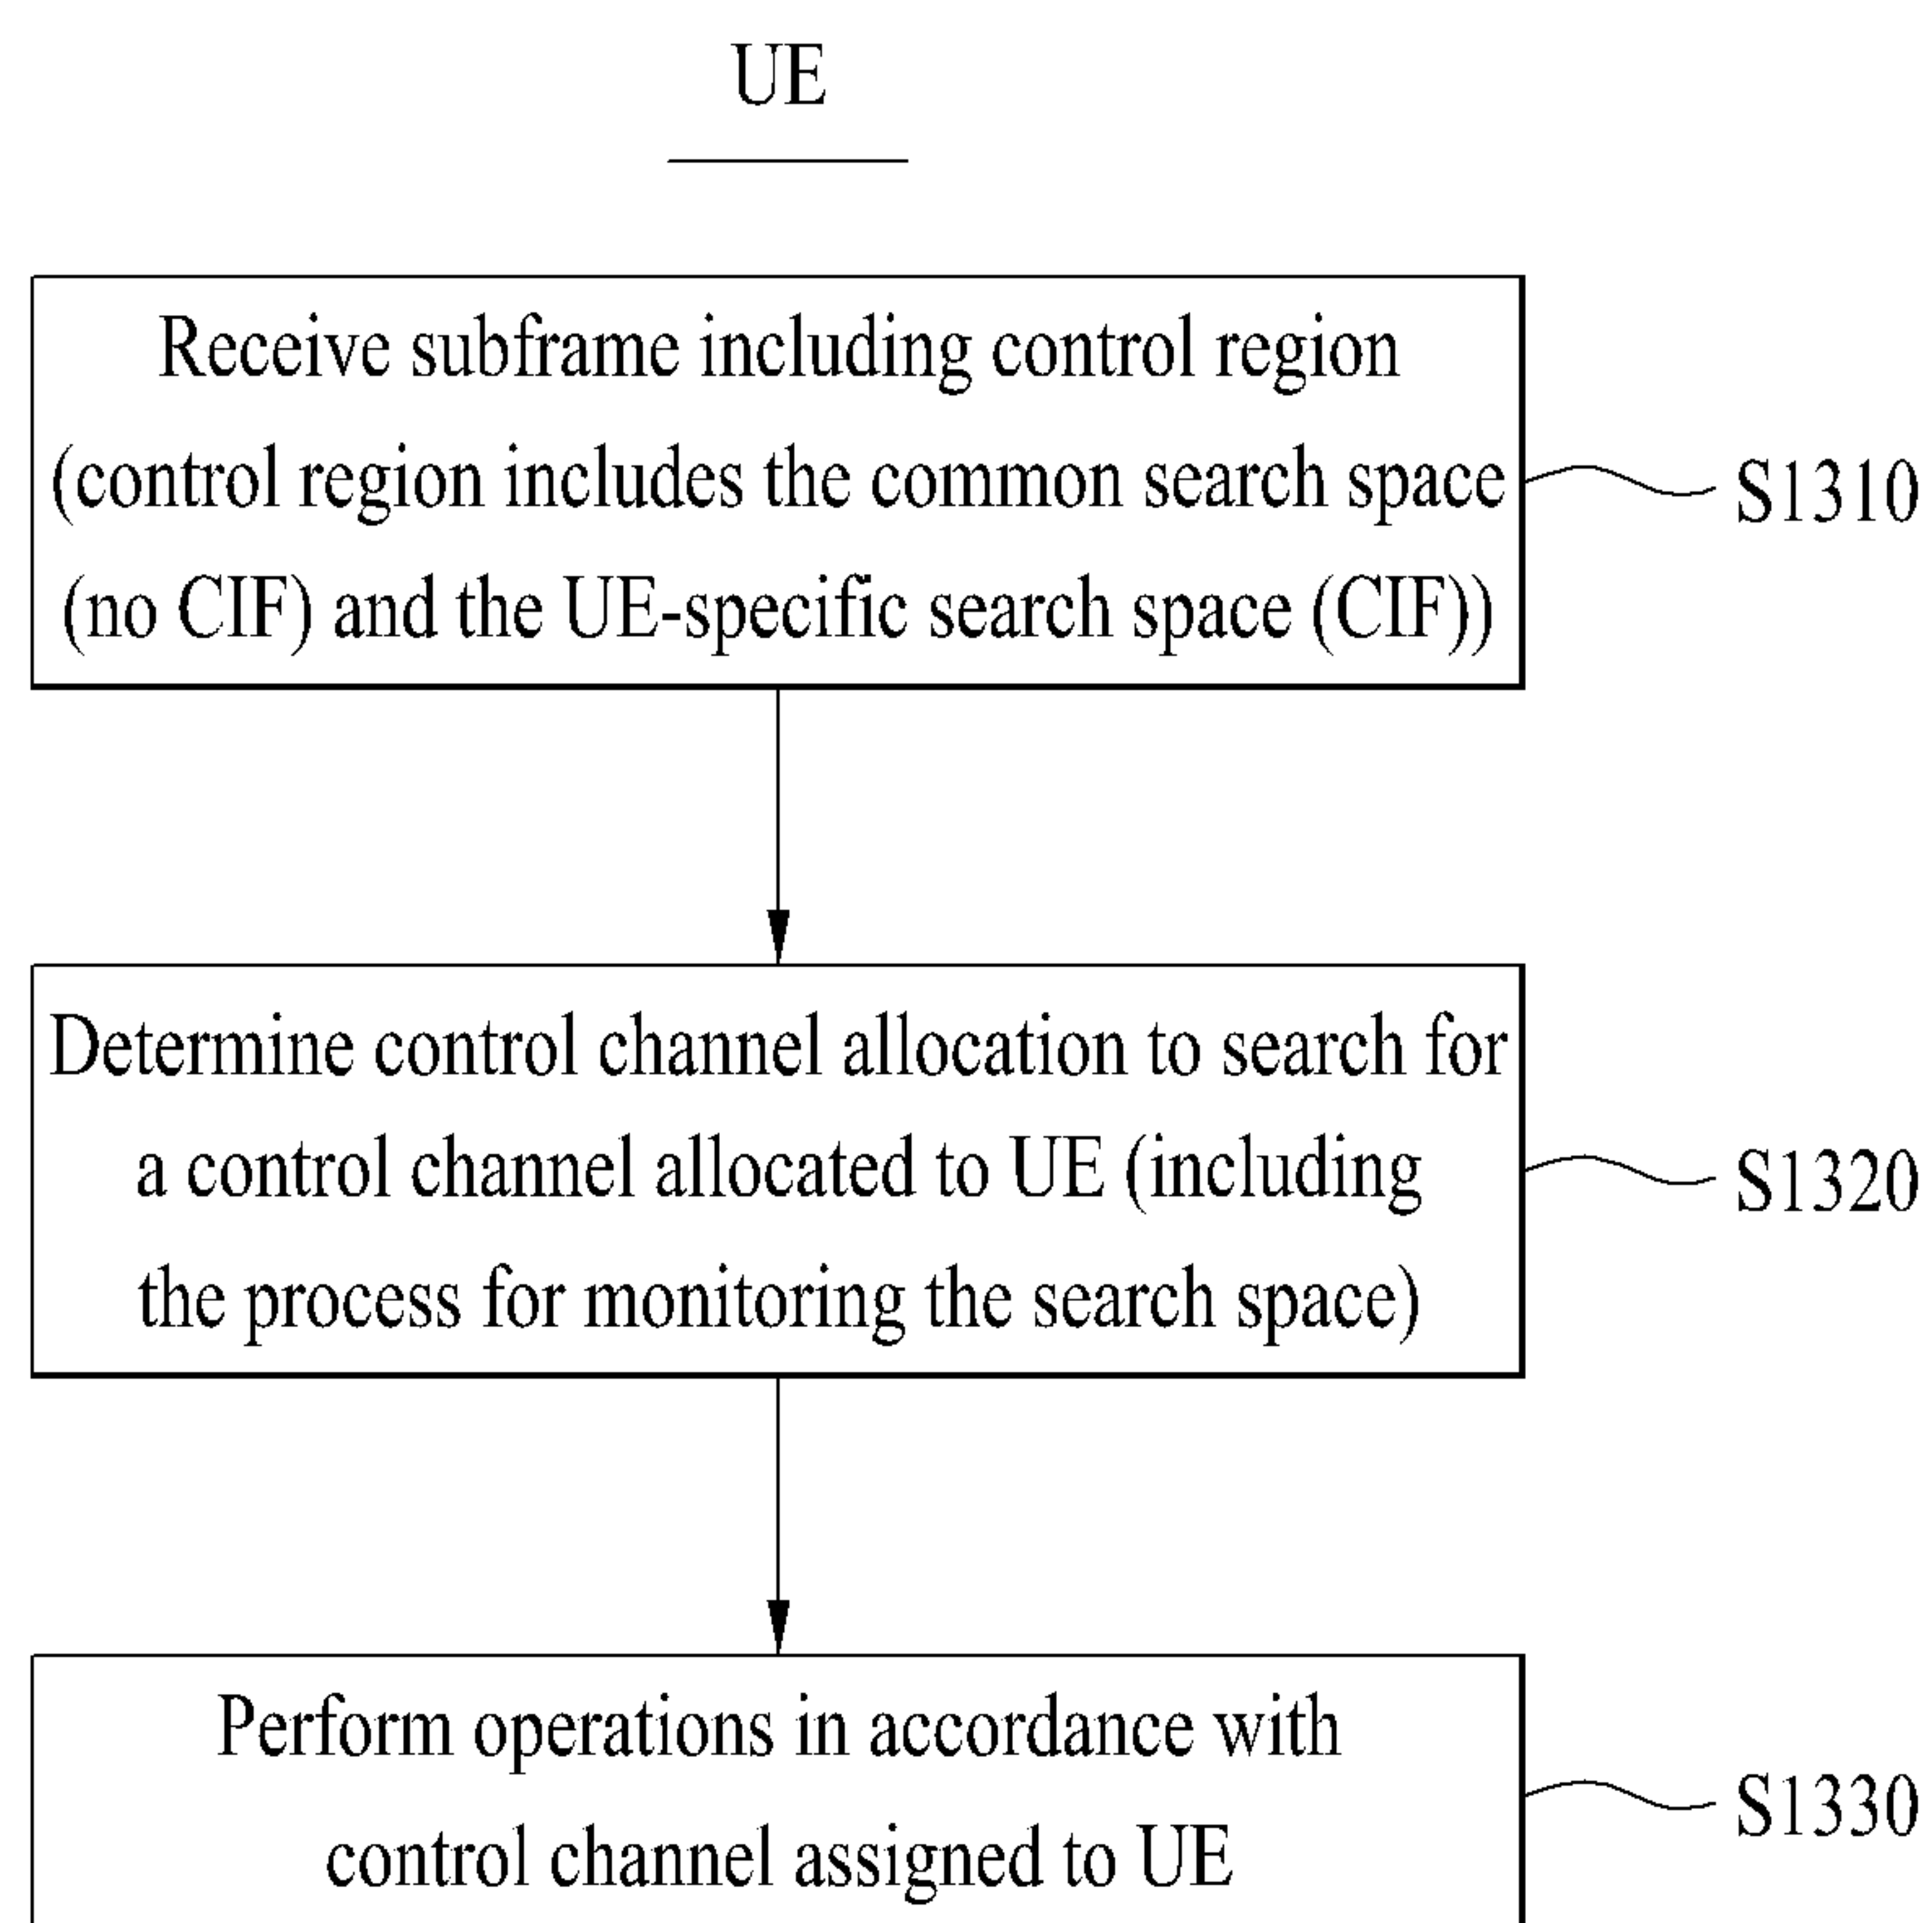 UE
Receive subframe including control region
(control region includes the common search space
(no CIF) and the UE-specific search space (CIF))
S1310
Determine control channel allocation to search for
a control channel allocated to UE (including
the process for monitoring the search space)
S1320
Perform operations in accordance with
control channel assigned to UE
S1330